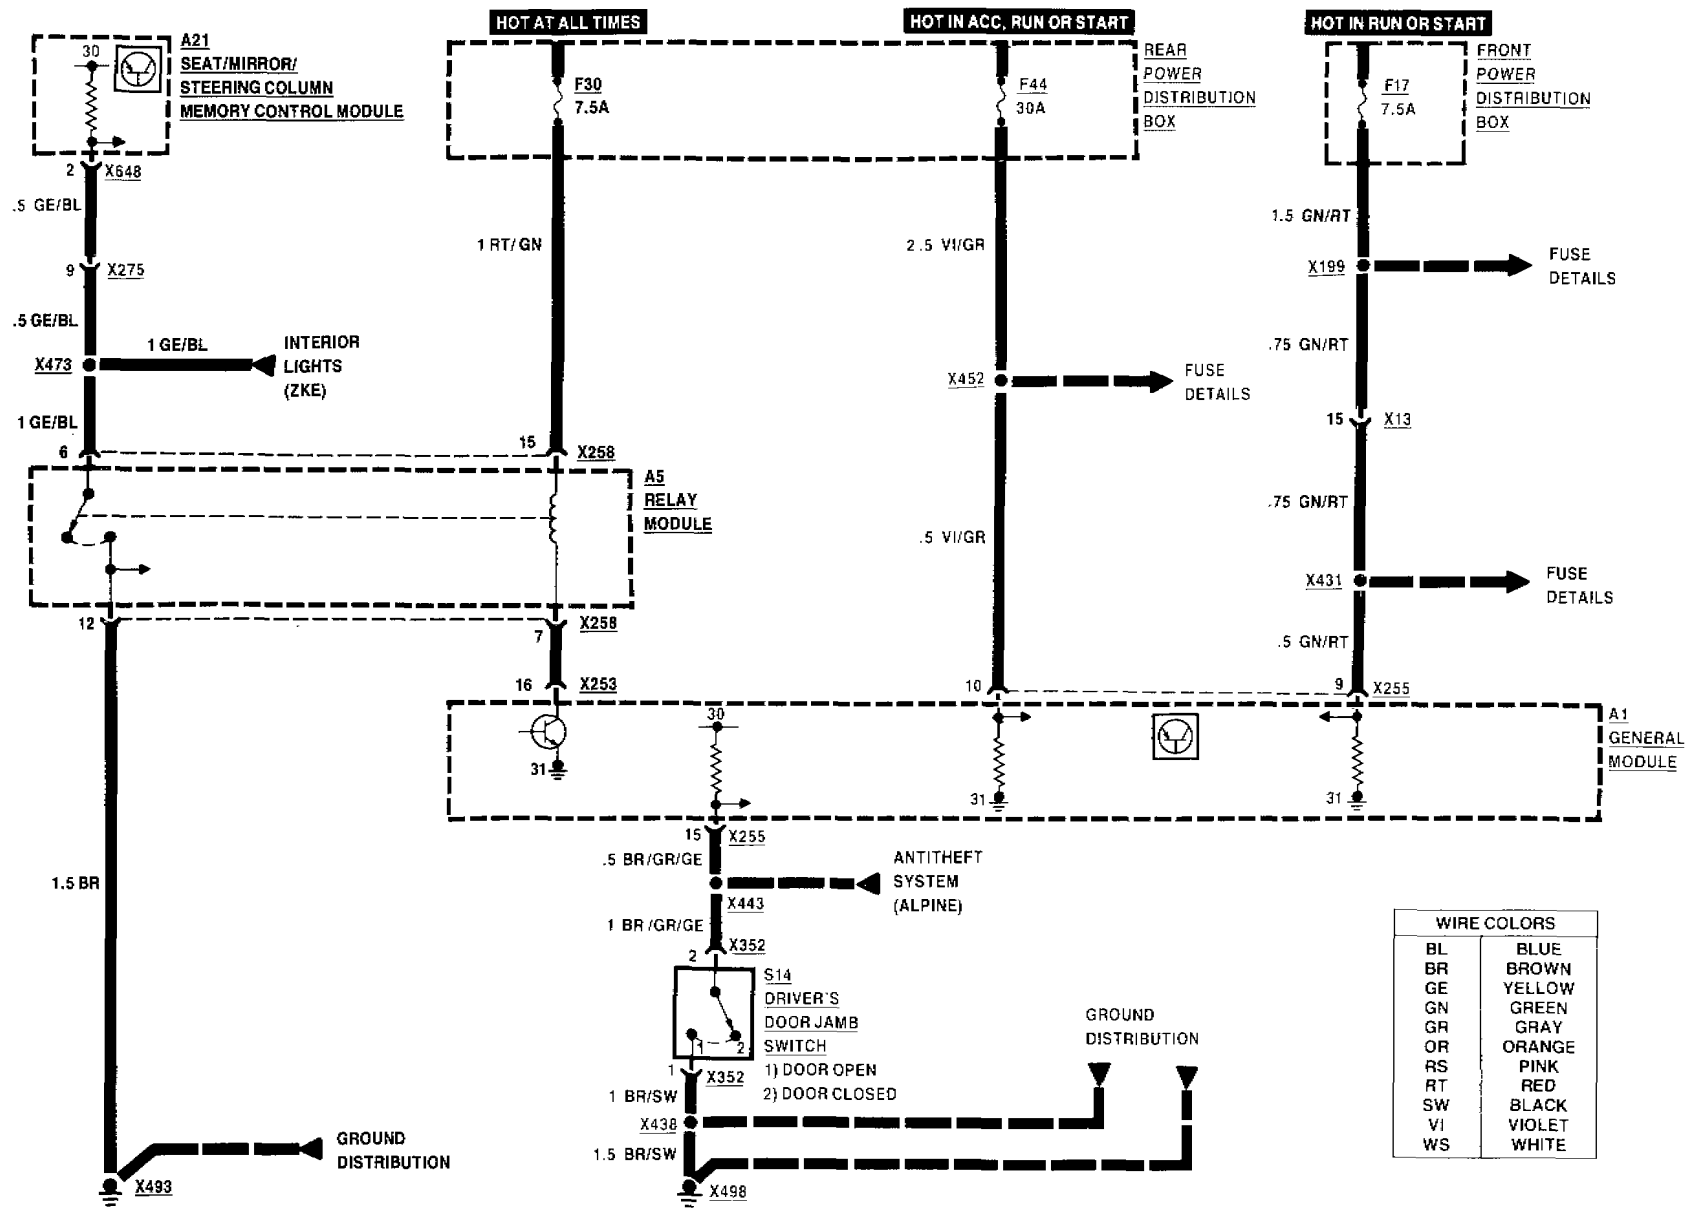 HOT AT ALL TIMES
HOT IN ACC, RUN OR START
HOT IN RUN OR START
30
A21
SEAT/MIRROR/
STEERING COLUMN
MEMORY CONTROL MODULE
F30
7.5A
F44
30A
REAR
POWER
DISTRIBUTION
BOX
F17
7.5A
FRONT
POWER
DISTRIBUTION
BOX
2 X648
.5 GE/BL
9 X275
.5 GE/BL
X473
1 GE/BL
INTERIOR
LIGHTS
(ZKE)
1 GE/BL
6
1 RT/GN
15 X258
2.5 VI/GR
X452
FUSE
DETAILS
.5 VI/GR
1.5 GN/RT
X199
FUSE
DETAILS
.75 GN/RT
15 X13
.75 GN/RT
X431
FUSE
DETAILS
.5 GN/RT
A5
RELAY
MODULE
12
7 X258
16 X253
10
9 X255
30
31
31
31
A1
GENERAL
MODULE
15 X255
.5 BR/GR/GE
X443
ANTITHEFT
SYSTEM
(ALPINE)
1 BR/GR/GE
2 X352
S14
DRIVER'S
DOOR JAMB
SWITCH
1) DOOR OPEN
2) DOOR CLOSED
1 2
1 X352
1 BR/SW
X438
1.5 BR/SW
X498
GROUND
DISTRIBUTION
1.5 BR
GROUND
DISTRIBUTION
X493
WIRE COLORS
BL BLUE
BR BROWN
GE YELLOW
GN GREEN
GR GRAY
OR ORANGE
RS PINK
RT RED
SW BLACK
VI VIOLET
WS WHITE